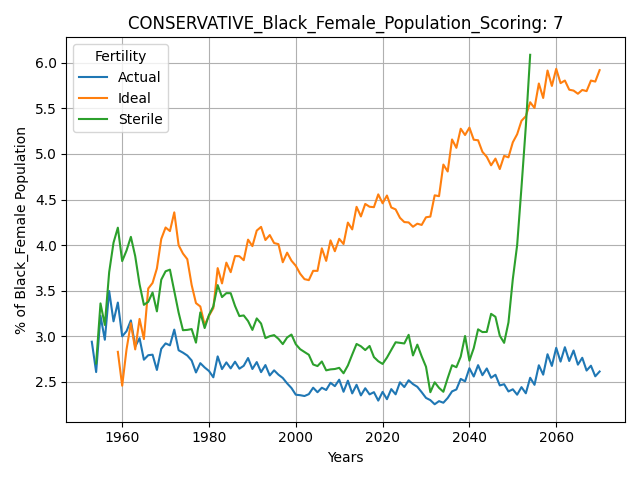 CONSERVATIVE_Black_Female_Population_Scoring: 7
Fertility
Actual
Ideal
Sterile
% of Black_Female Population
6.0
5.5
5.0
4.5
4.0
3.5
3.0
2.5
1960 1980 2000 2020 2040 2060
Years